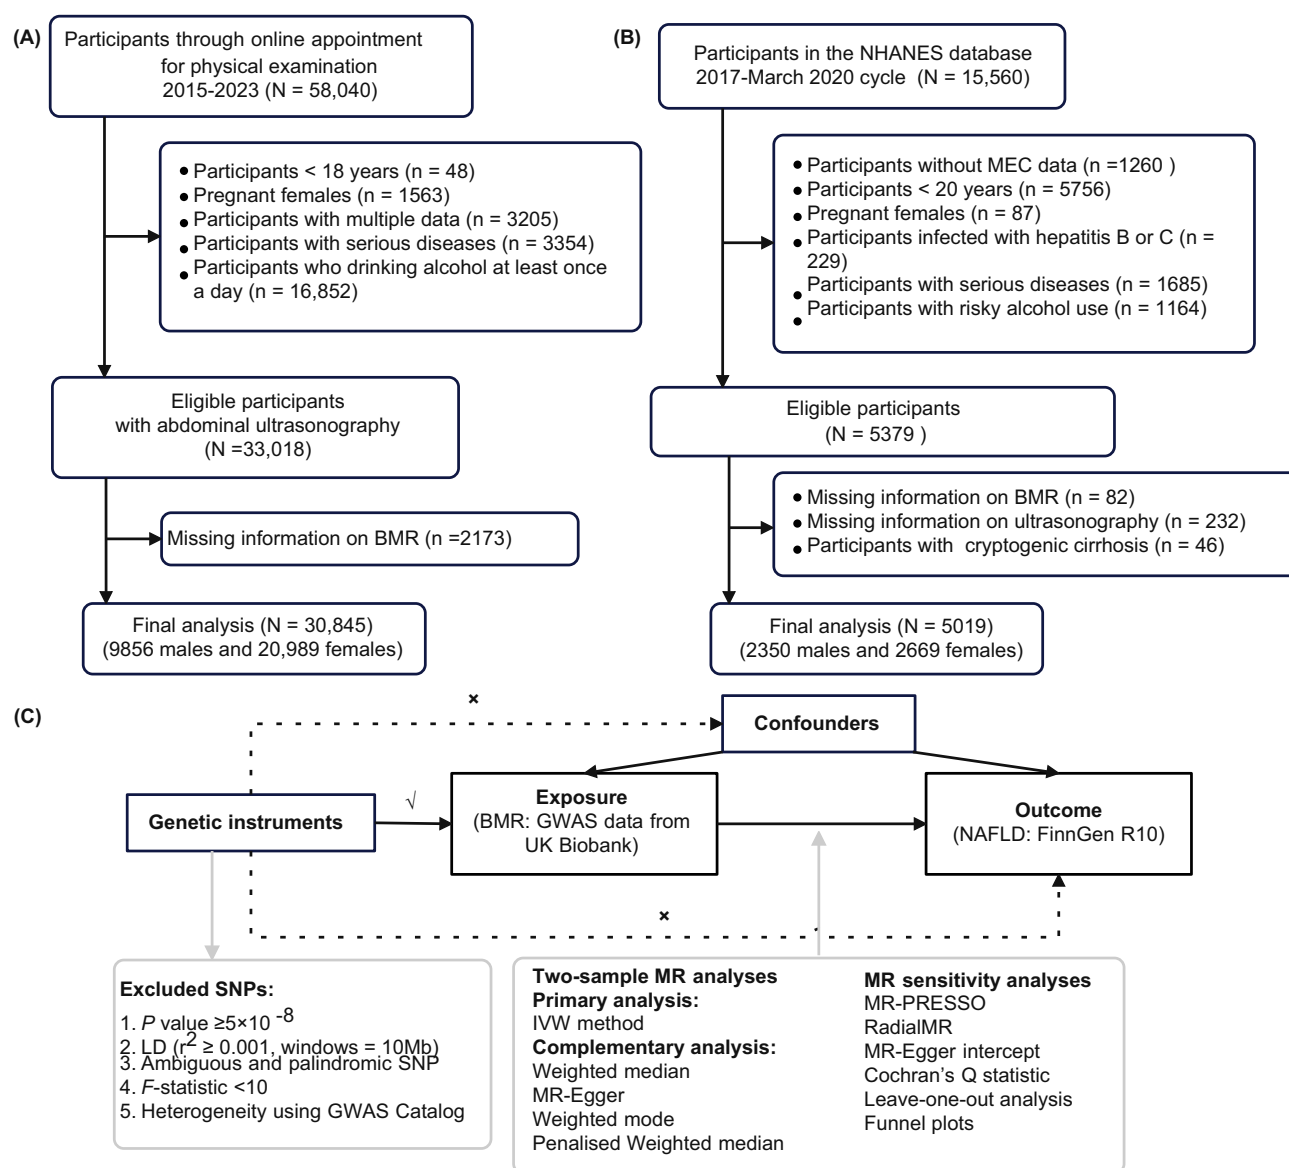 (A)
Participants through online appointment
for physical examination
2015-2023 (N = 58,040)
• Participants < 18 years (n = 48)
• Pregnant females (n = 1563)
• Participants with multiple data (n = 3205)
• Participants with serious diseases (n = 3354)
• Participants who drinking alcohol at least once
a day (n = 16,852)
Eligible participants
with abdominal ultrasonography
(N =33,018)
Missing information on BMR (n =2173)
Final analysis (N = 30,845)
(9856 males and 20,989 females)
(B)
Participants in the NHANES database
2017-March 2020 cycle (N = 15,560)
• Participants without MEC data (n =1260 )
• Participants < 20 years (n = 5756)
• Pregnant females (n = 87)
• Participants infected with hepatitis B or C (n =
229)
• Participants with serious diseases (n = 1685)
• Participants with risky alcohol use (n = 1164)
Eligible participants
(N = 5379 )
• Missing information on BMR (n = 82)
• Missing information on ultrasonography (n = 232)
• Participants with cryptogenic cirrhosis (n = 46)
Final analysis (N = 5019)
(2350 males and 2669 females)
(C)
×
Confounders
Genetic instruments
√
Exposure
(BMR: GWAS data from
UK Biobank)
Outcome
(NAFLD: FinnGen R10)
×
Excluded SNPs:
1. P value ≥5×10 -8
2. LD (r2 ≥ 0.001, windows = 10Mb)
3. Ambiguous and palindromic SNP
4. F-statistic <10
5. Heterogeneity using GWAS Catalog
Two-sample MR analyses
Primary analysis:
IVW method
Complementary analysis:
Weighted median
MR-Egger
Weighted mode
Penalised Weighted median
MR sensitivity analyses
MR-PRESSO
RadialMR
MR-Egger intercept
Cochran's Q statistic
Leave-one-out analysis
Funnel plots